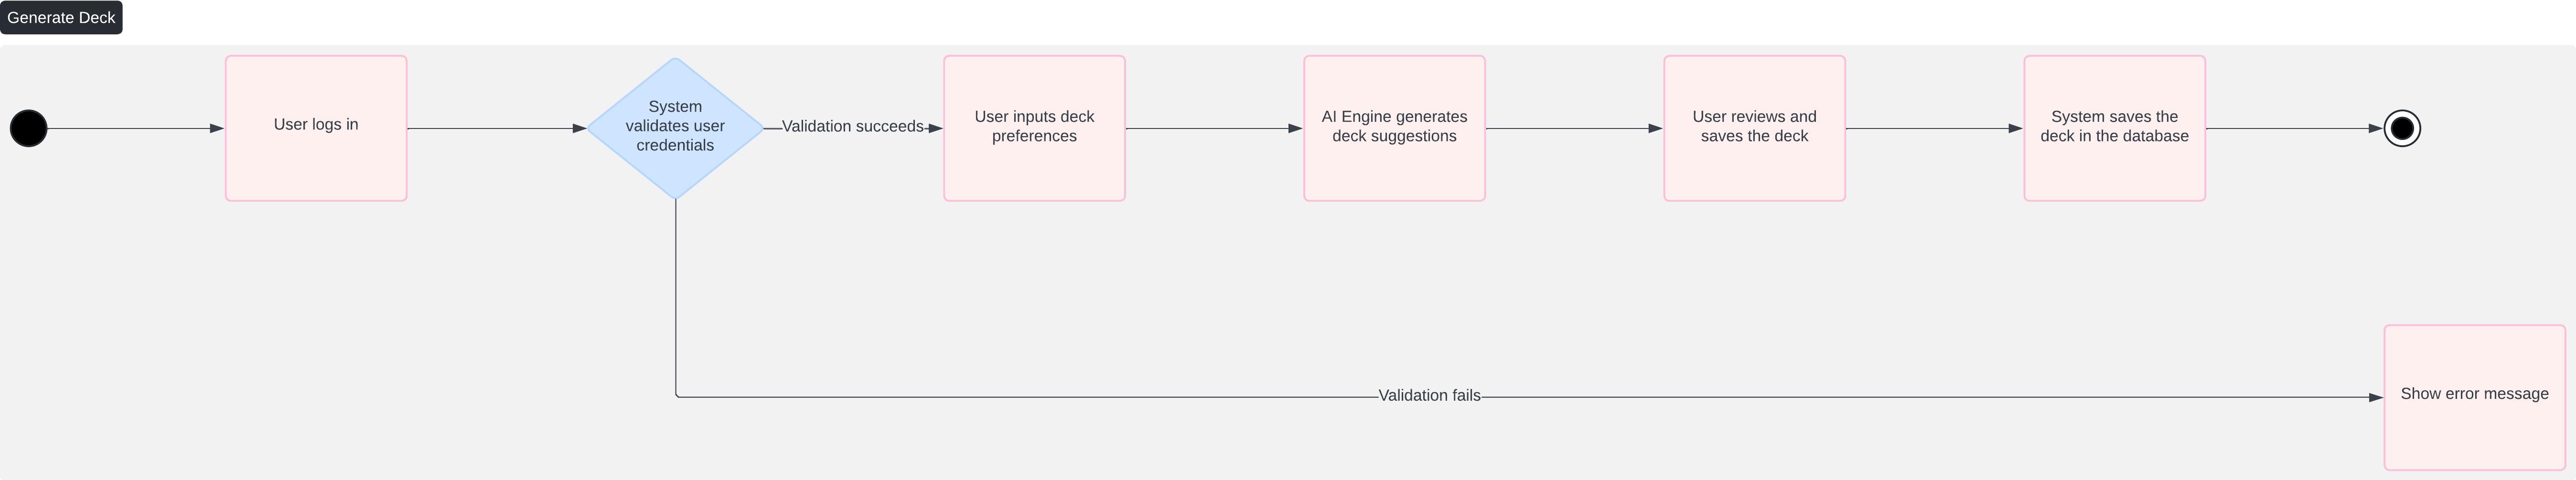 Generate Deck
User logs in
System
validates user
credentials
Validation succeeds
User inputs deck
preferences
AI Engine generates
deck suggestions
User reviews and
saves the deck
System saves the
deck in the database
Validation fails
Show error message